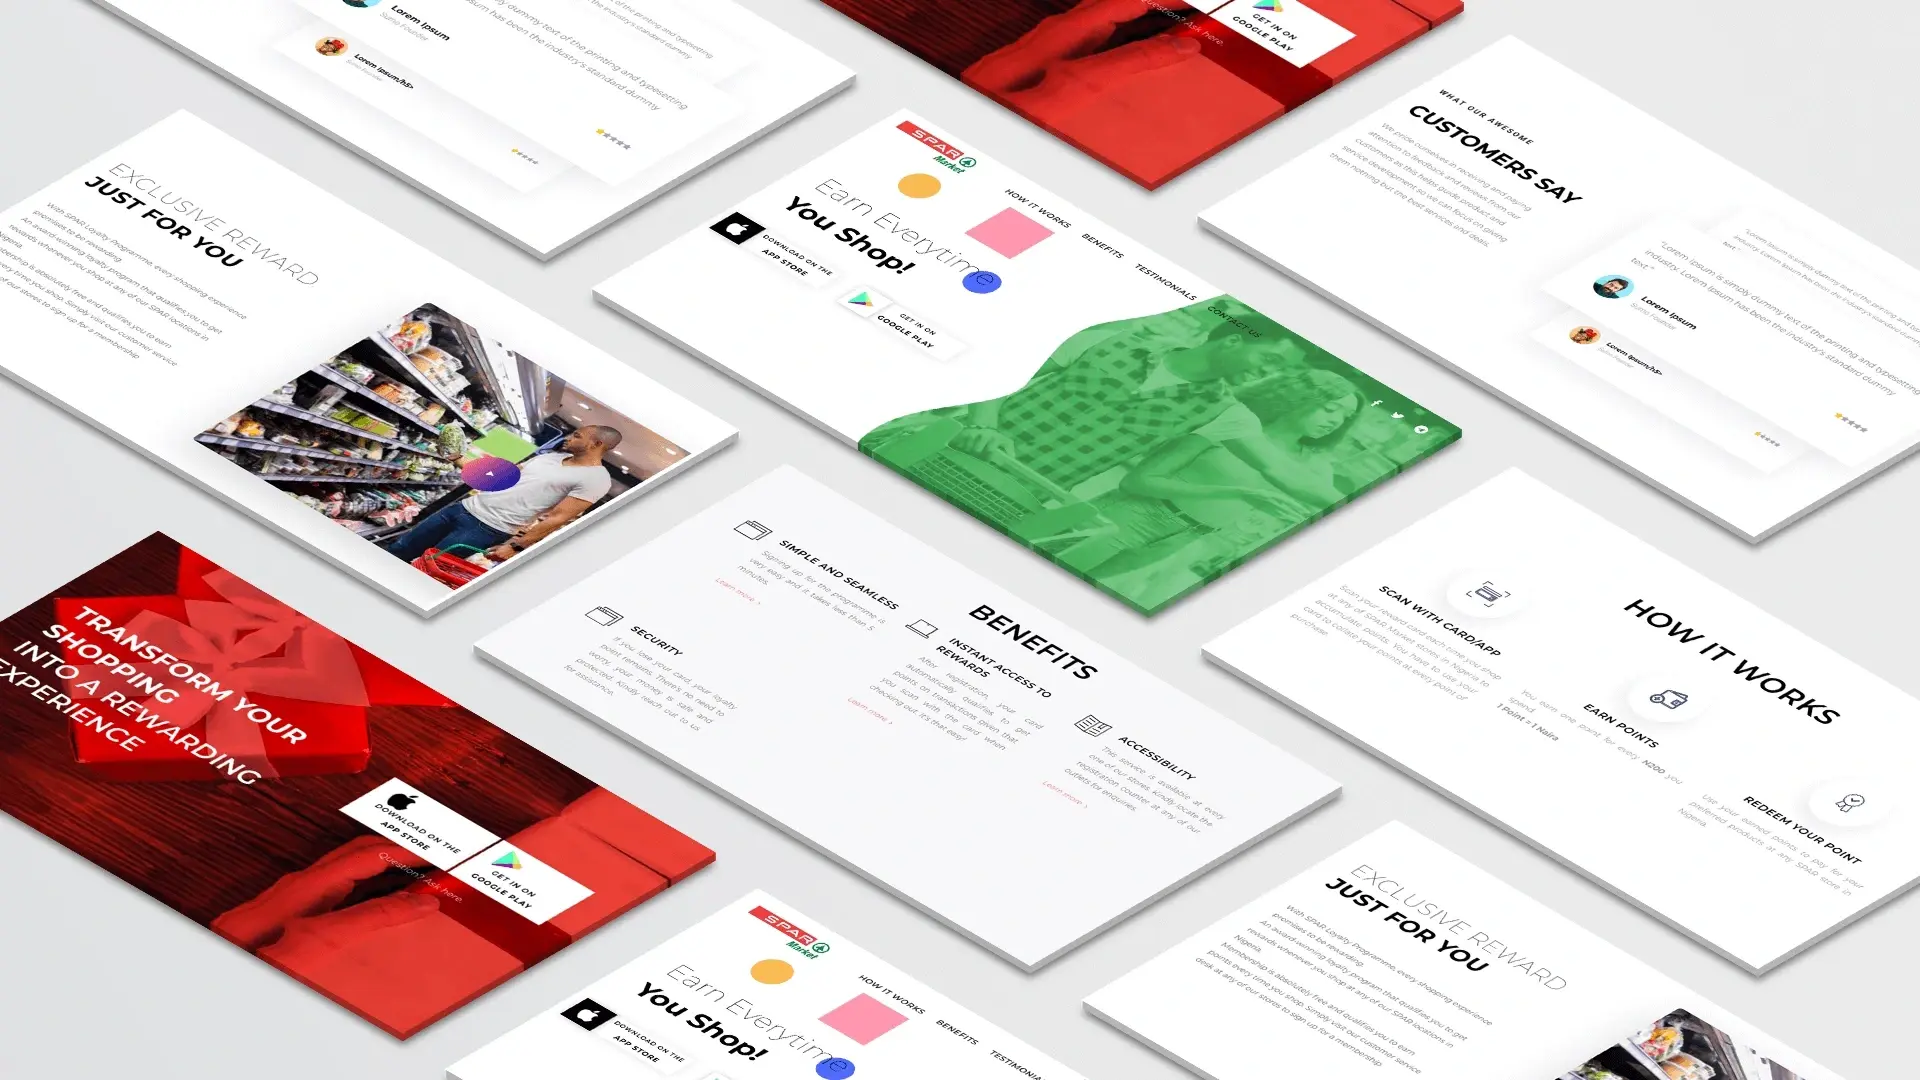 Lorem Ipsum
Sumo Founder
Lorem Ipsum/h5>
dummy text of the printing and typesetting
has been the industry's standard dummy
Question? Ask here.
GET IN ON
GOOGLE PLAY
WHAT OUR AWESOME
CUSTOMERS SAY
We pride ourselves in receiving and paying
attention to feedback and reviews from our
customers as this helps guide product and
service development so we can focus on giving
them nothing but the best services and deals.
"Lorem Ipsum is simply dummy text of the printing and typesetting
industry. Lorem Ipsum has been the industry's standard dummy
text."
Lorem Ipsum
Sumo Founder
Lorem Ipsum/h5>
EXCLUSIVE REWARD
JUST FOR YOU
With SPAR Loyalty Programme, every shopping experience
promises to be rewarding.
An award-winning loyalty program that qualifies you to get
rewards whenever you shop at any of our SPAR locations in
Nigeria.
membership is absolutely free and qualifies you to earn
every time you shop. Simply visit our customer service
of our stores to sign up for a membership
SPAR
Market
HOW IT WORKS
BENEFITS
TESTIMONIALS
CONTACT US
Earn Everytime
You Shop!
DOWNLOAD ON THE
APP STORE
GET IN ON
GOOGLE PLAY
BENEFITS
SIMPLE AND SEAMLESS
Signing up for the programme is
very easy and it takes less than 5
minutes.
Learn more >
SECURITY
If you lose your card, your loyalty
point remains. There's no need to
worry, your money is safe and
protected. Kindly reach out to us
for assistance.
INSTANT ACCESS TO
REWARDS
After registration, your card
automatically qualifies to get
points on transactions given that
you scan with the card when
checking out. It's that easy!
Learn more >
ACCESSIBILITY
This service is available at every
one of our stores. Kindly locate the
registration counter at any of our
outlets for enquiries.
Learn more >
HOW IT WORKS
SCAN WITH CARD/APP
Scan your reward card each time you shop
at any of SPAR Market stores in Nigeria to
accumulate points. You have to use your
card to collate your points at every point of
purchase.
EARN POINTS
You earn one point for every N200 you
spend.
1 Point = 1 Naira
REDEEM YOUR POINT
Use your earned points to pay for your
preferred products at any SPAR store in
Nigeria.
TRANSFORM YOUR
SHOPPING
INTO A REWARDING
EXPERIENCE
DOWNLOAD ON THE
APP STORE
GET IN ON
GOOGLE PLAY
Question? Ask here.
SPAR
Market
HOW IT WORKS
BENEFITS
Earn Everytime
You Shop!
DOWNLOAD ON THE
APP STORE
EXCLUSIVE REWARD
JUST FOR YOU
With SPAR Loyalty Programme, every shopping experience
promises to be rewarding.
An award-winning loyalty program that qualifies you to get
rewards whenever you shop at any of our SPAR locations in
Nigeria.
Membership is absolutely free and qualifies you to earn
points every time you shop. Simply visit our customer service
desk at any of our stores to sign up for a membership